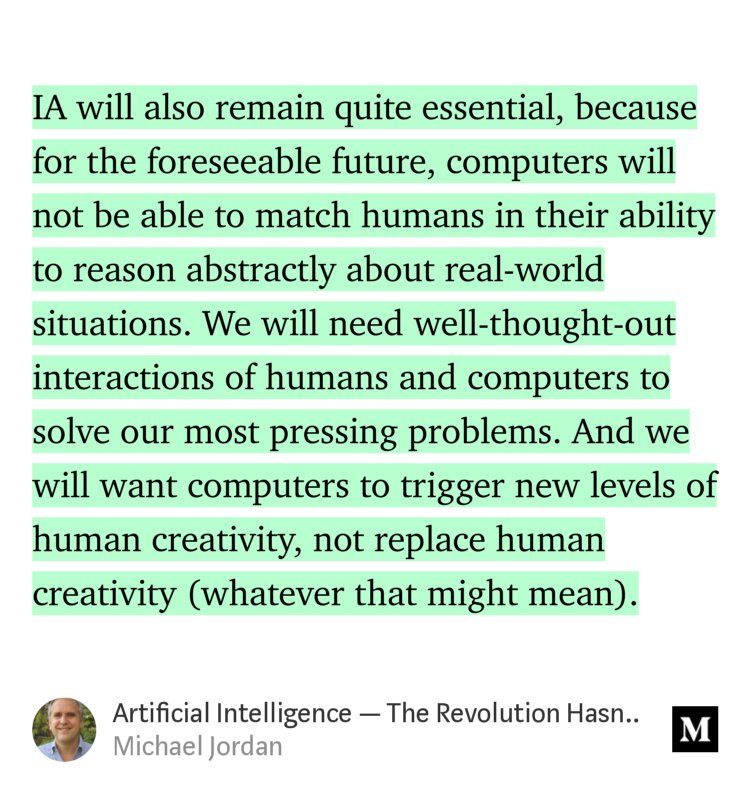 IA will also remain quite essential, because
for the foreseeable future, computers will
not be able to match humans in their ability
to reason abstractly about real-world
situations. We will need well-thought-out
interactions of humans and computers to
solve our most pressing problems. And we
will want computers to trigger new levels of
human creativity, not replace human
creativity (whatever that might mean).
Artificial Intelligence — The Revolution Hasn..
Michael Jordan
M